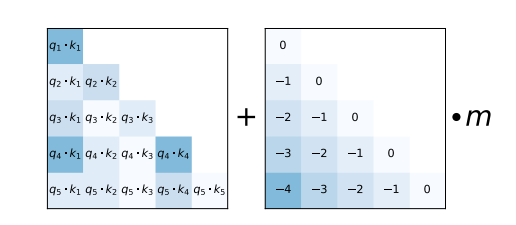 q₁·k₁ 0
q₂·k₁ q₂·k₂ −1 0
q₃·k₁ q₃·k₂ q₃·k₃ + −2 −1 0 •m
q₄·k₁ q₄·k₂ q₄·k₃ q₄·k₄ −3 −2 −1 0
q₅·k₁ q₅·k₂ q₅·k₃ q₅·k₄ q₅·k₅ −4 −3 −2 −1 0